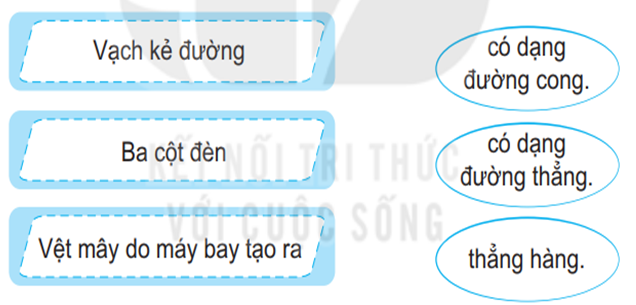 Vạch kẻ đường
có dạng
đường cong.
Ba cột đèn
có dạng
đường thẳng.
KẾT NỐI TRI THỨC
VỚI CUỘC SỐNG
Vệt mây do máy bay tạo ra
thẳng hàng.